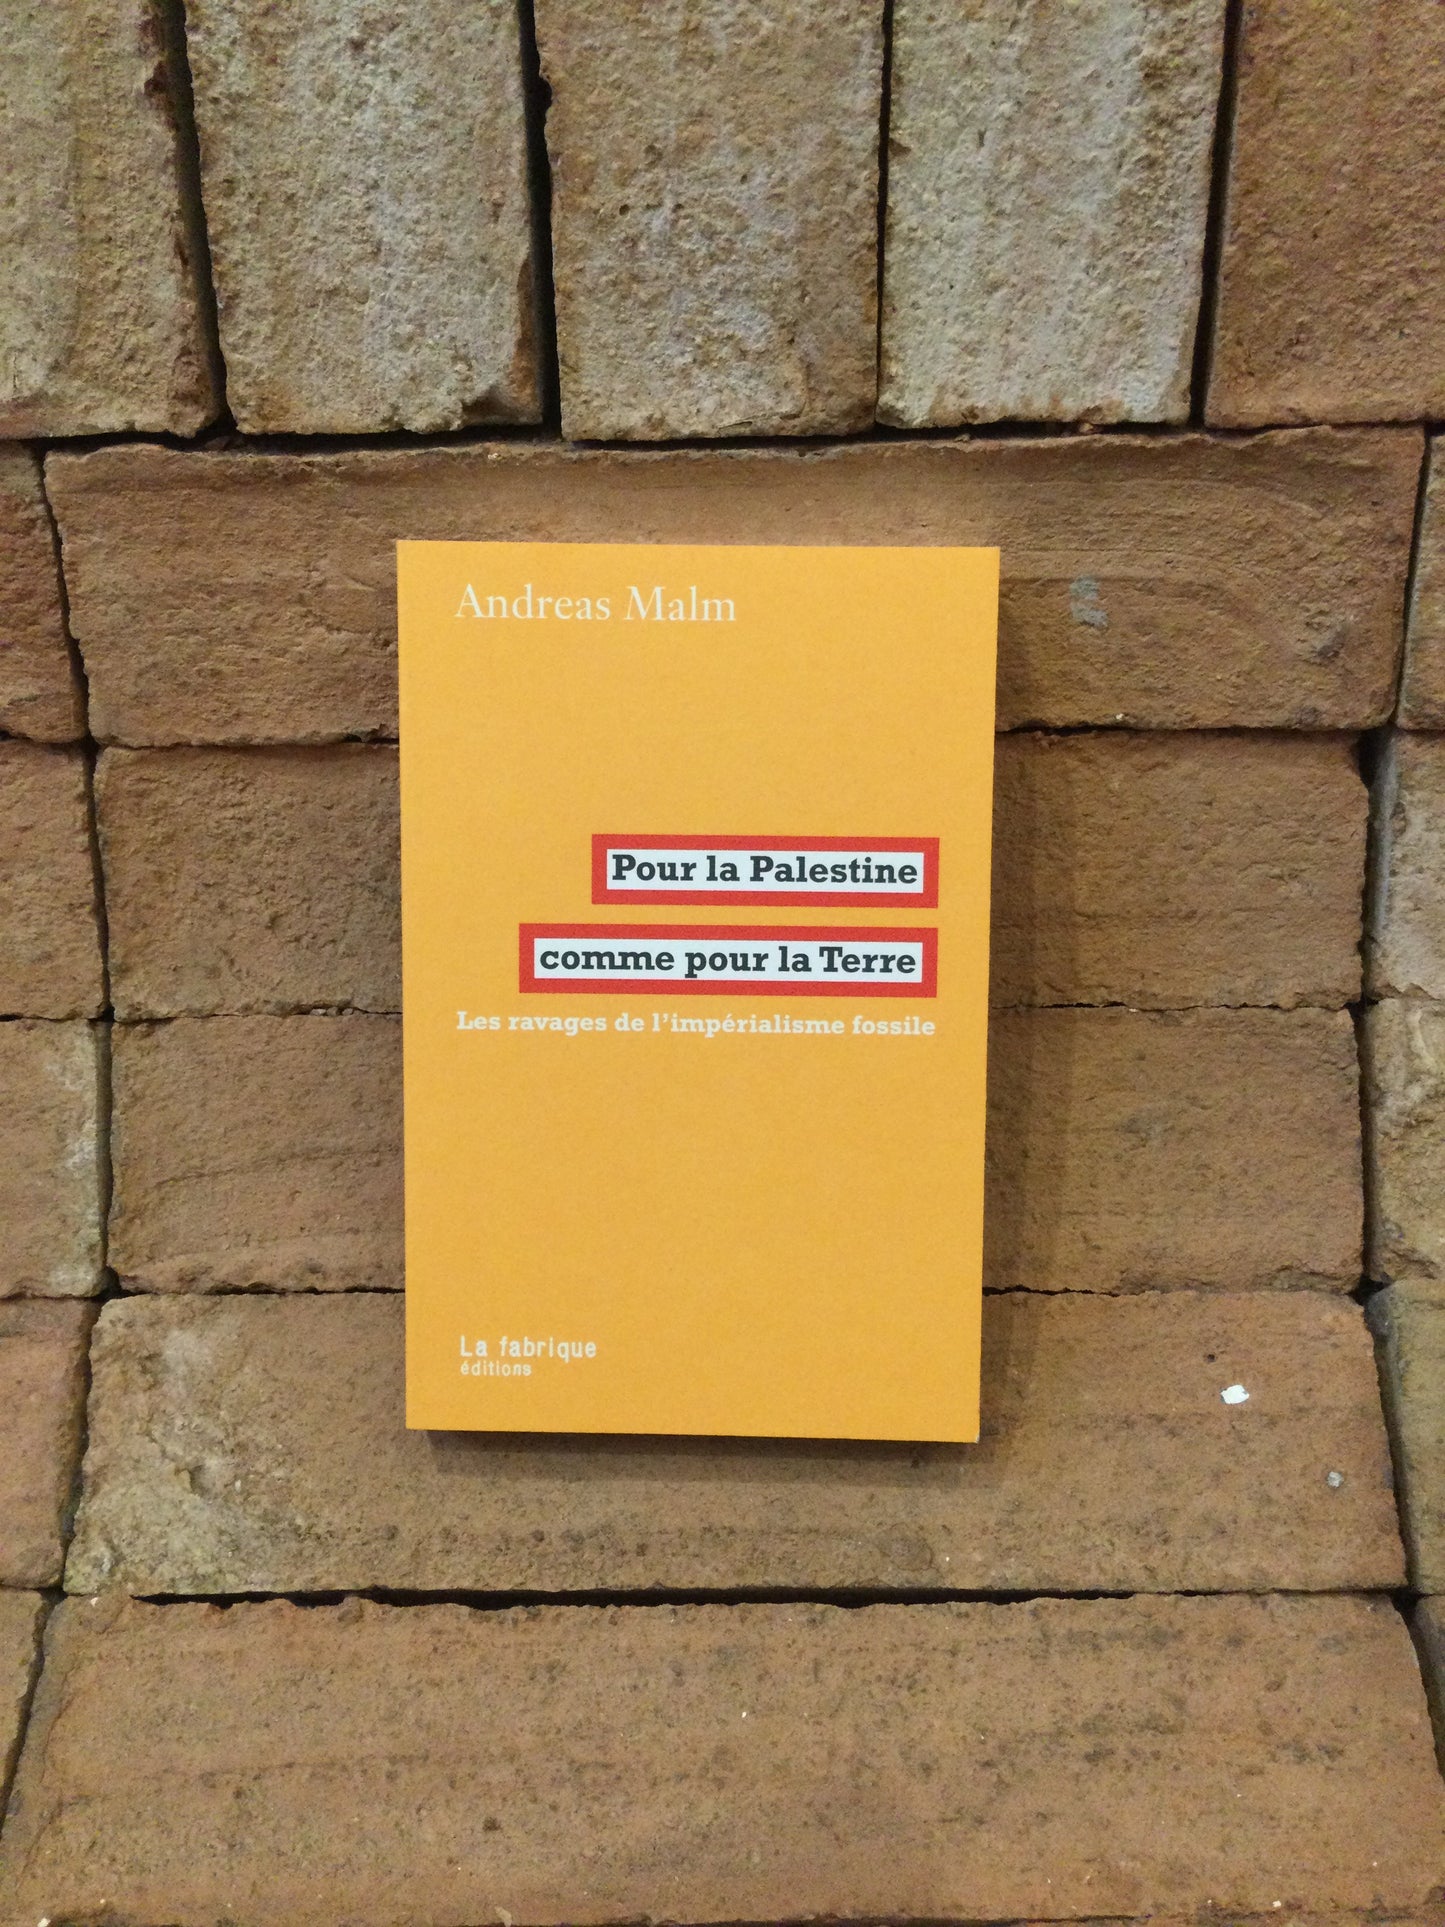 Andreas Malm
Pour la Palestine
comme pour la Terre
Les ravages de l’impérialisme fossile
La fabrique
éditions